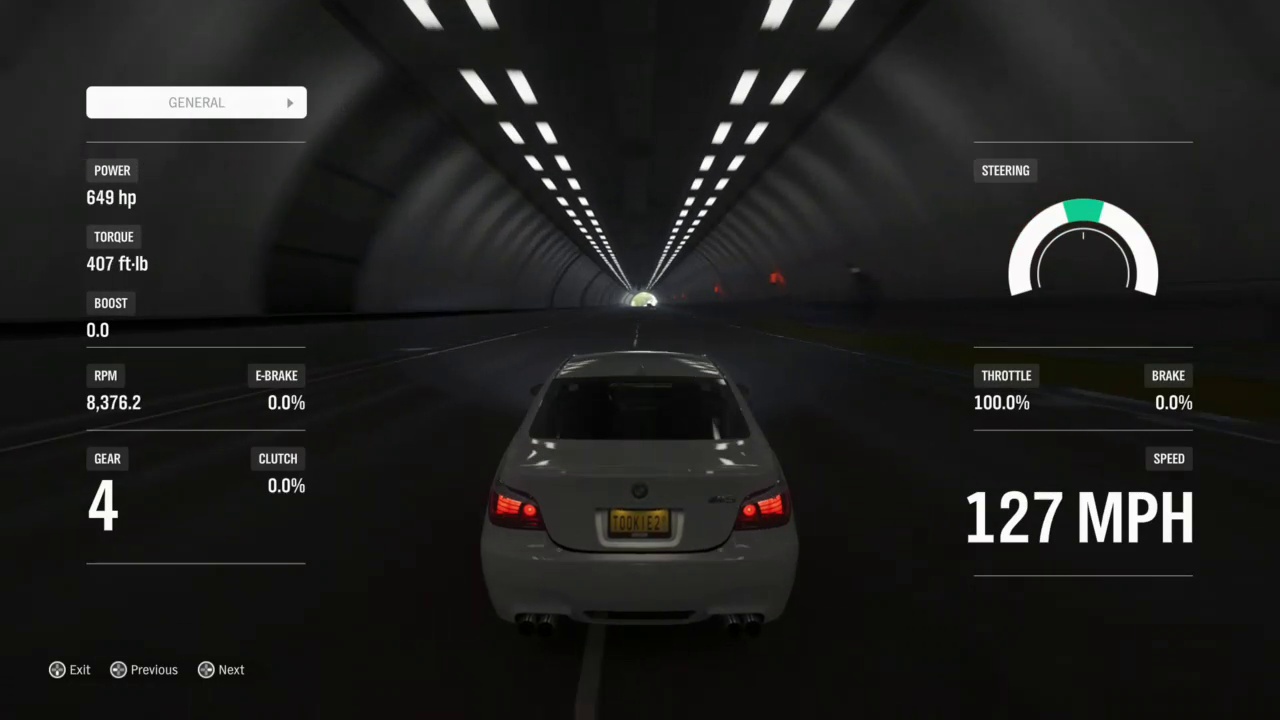 GENERAL
POWER
649 hp
TORQUE
407 ft·lb
BOOST
0.0
RPM
E-BRAKE
8,376.2
0.0%
GEAR
CLUTCH
4
0.0%
STEERING
THROTTLE
BRAKE
100.0%
0.0%
SPEED
127 MPH
TOOKIE2
Exit
Previous
Next